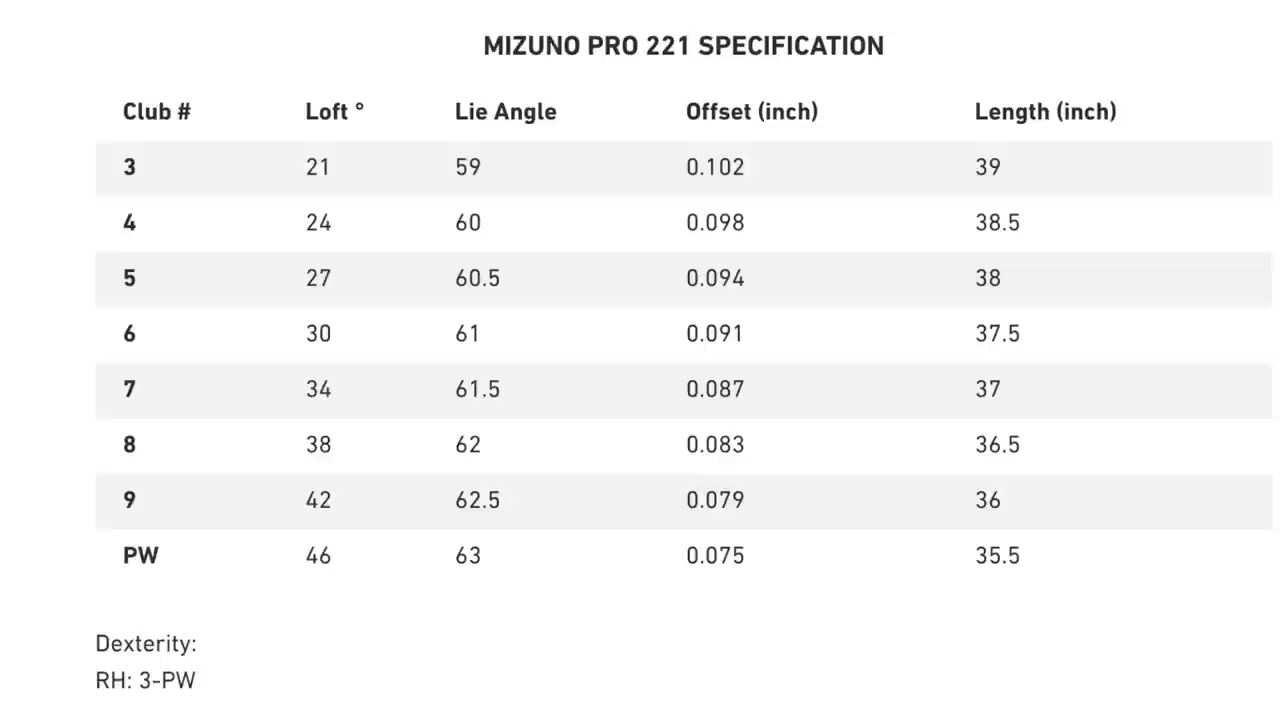 MIZUNO PRO 221 SPECIFICATION
Club # Loft ° Lie Angle Offset (inch) Length (inch)
3 21 59 0.102 39
4 24 60 0.098 38.5
5 27 60.5 0.094 38
6 30 61 0.091 37.5
7 34 61.5 0.087 37
8 38 62 0.083 36.5
9 42 62.5 0.079 36
PW 46 63 0.075 35.5
Dexterity:
RH: 3-PW